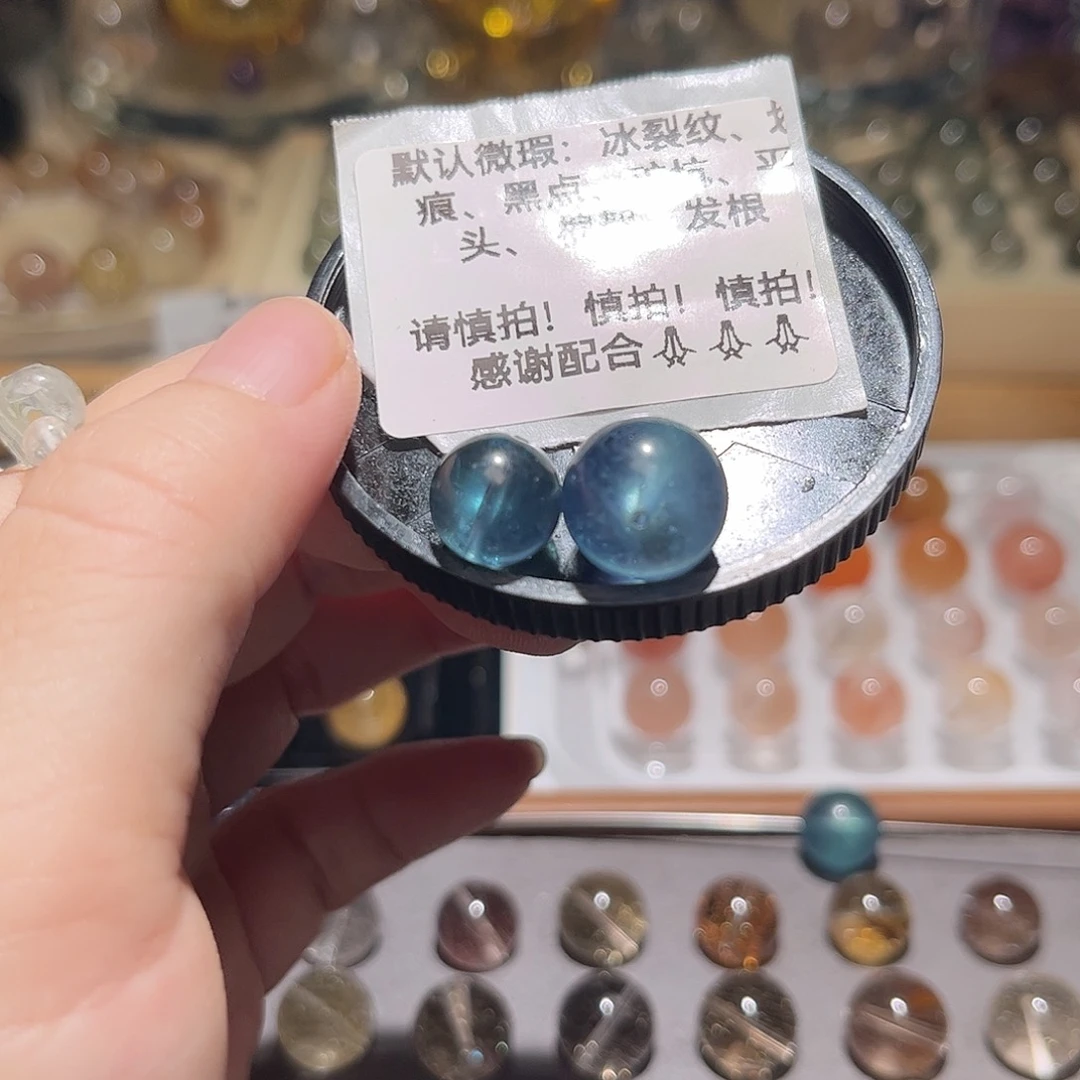 默认微瑕：冰裂纹、
痕、黑点、
头、 发根
请慎拍！慎拍！慎拍！
感谢配合🙏🙏🙏